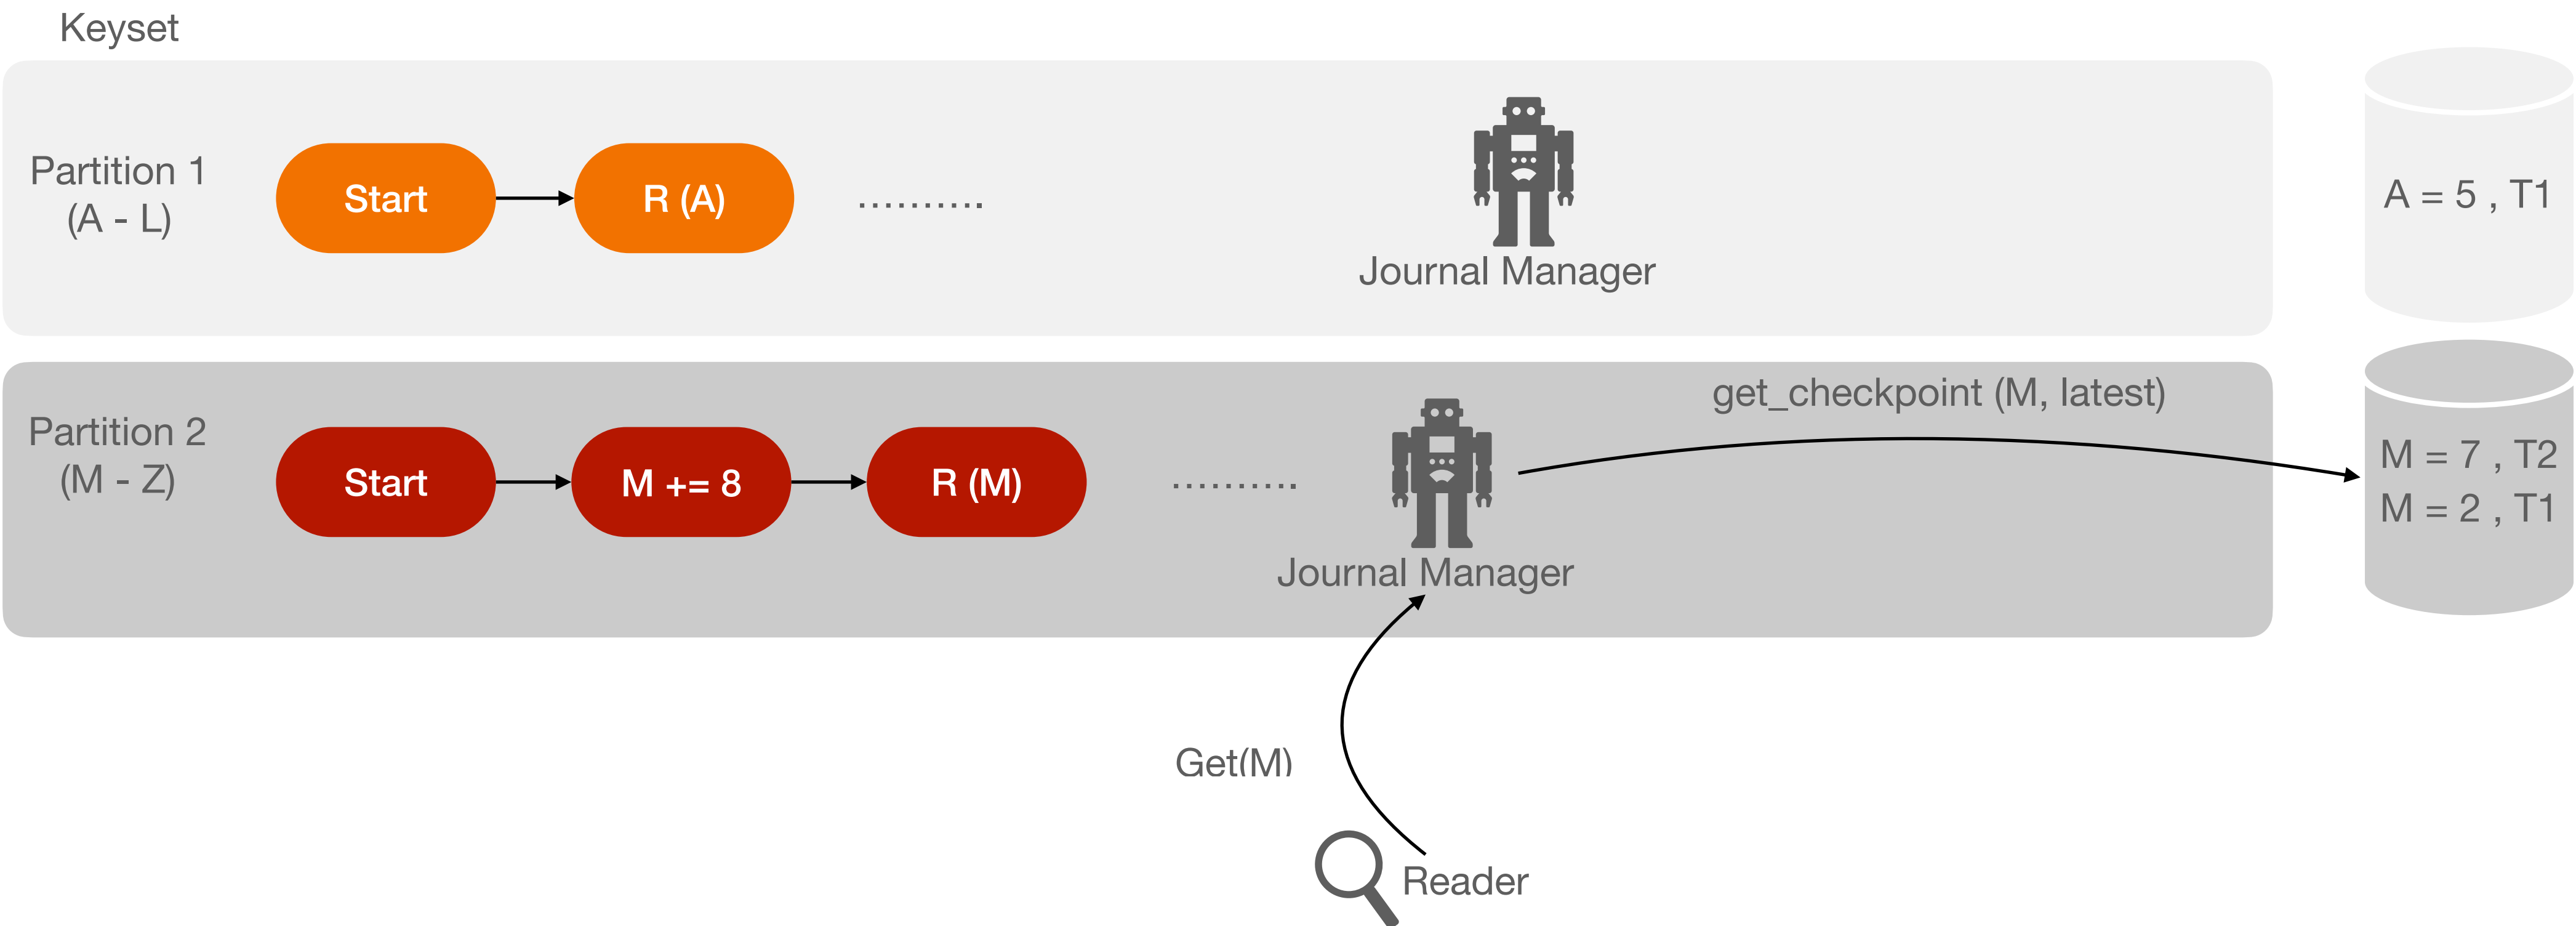 Keyset
Partition 1
(A - L)
Start
R (A)
..........
Journal Manager
A = 5 , T1
Partition 2
(M - Z)
Start
M += 8
R (M)
..........
Journal Manager
get_checkpoint (M, latest)
M = 7 , T2
M = 2 , T1
Get(M)
Reader